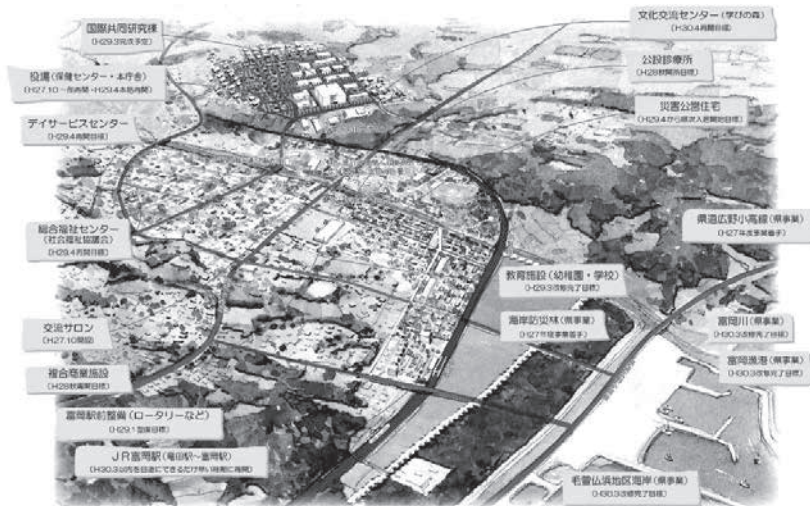 国際共同研究棟
(H29.3完成予定)
役場(保健センター・本庁舎)
(H27.10一部再開・H29.4本格再開)
デイサービスセンター
(H29.4再開目標)
総合福祉センター
(社会福祉協議会)
(H29.4再開目標)
交流サロン
(H27.10開設)
複合商業施設
(H28秋再開目標)
富岡駅前整備(ロータリーなど)
(H29.1整備目標)
JR富岡駅(竜田駅〜富岡駅)
(H30.3以内を目途にできるだけ早い時期に再開)
文化交流センター(学びの森)
(H30.4再開目標)
公設診療所
(H28秋開所目標)
災害公営住宅
(H29.4から順次入居開始目標)
県道広野小高線(県事業)
(H27年度事業着手)
教育施設(幼稚園・学校)
(H29.3改修完了目標)
海岸防災林(県事業)
(H27年度事業着手)
富岡川(県事業)
(H30.3改修完了目標)
富岡漁港(県事業)
(H30.3改修完了目標)
毛萱仏浜地区海岸(県事業)
(H30.3改修完了目標)